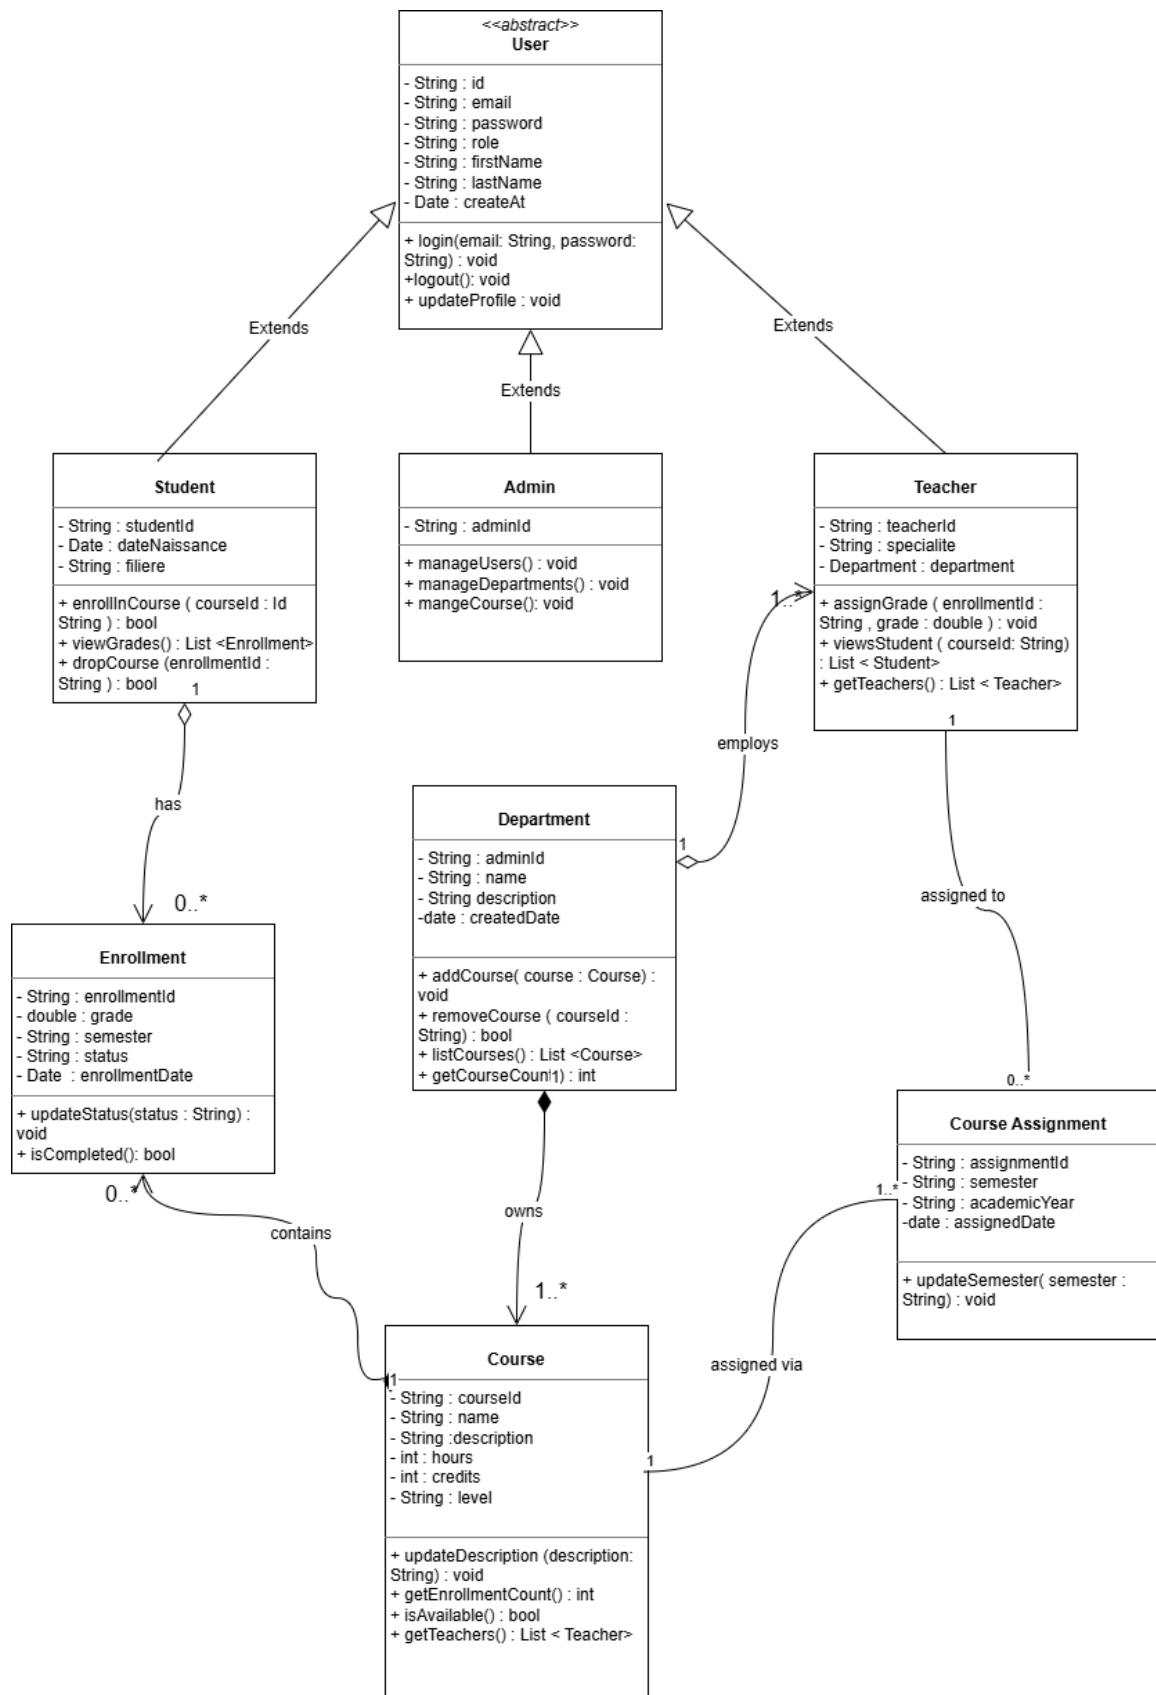 <<abstract>>
User
- String : id
- String : email
- String : password
- String : role
- String : firstName
- String : lastName
- Date : createAt
+ login(email: String, password:
String) : void
+logout(): void
+ updateProfile : void
Extends
Extends
Extends
Student
- String : studentId
- Date : dateNaissance
- String : filiere
+ enrollInCourse ( courseId : Id
String ) : bool
+ viewGrades() : List <Enrollment>
+ dropCourse (enrollmentId :
String ) : bool
1
Admin
- String : adminId
+ manageUsers() : void
+ manageDepartments() : void
+ mangeCourse(): void
Teacher
- String : teacherId
- String : specialite
- Department : department
1..*
+ assignGrade ( enrollmentId :
String , grade : double ) : void
+ viewsStudent ( courseId: String)
: List < Student>
+ getTeachers() : List < Teacher>
1
employs
has
0..*
Department
1
- String : adminId
- String : name
- String description
-date : createdDate
+ addCourse( course : Course) :
void
+ removeCourse ( courseId :
String) : bool
+ listCourses() : List <Course>
+ getCourseCount1) : int
assigned to
0..*
Enrollment
- String : enrollmentId
- double : grade
- String : semester
- String : status
- Date : enrollmentDate
+ updateStatus(status : String) :
void
+ isCompleted(): bool
0..*
contains
owns
1..*
Course Assignment
- String : assignmentId
1..*
- String : semester
- String : academicYear
-date : assignedDate
+ updateSemester( semester :
String) : void
assigned via
Course
1
- String : courseId
- String : name
- String :description
- int : hours
- int : credits
- String : level
1
+ updateDescription (description:
String) : void
+ getEnrollmentCount() : int
+ isAvailable() : bool
+ getTeachers() : List < Teacher>